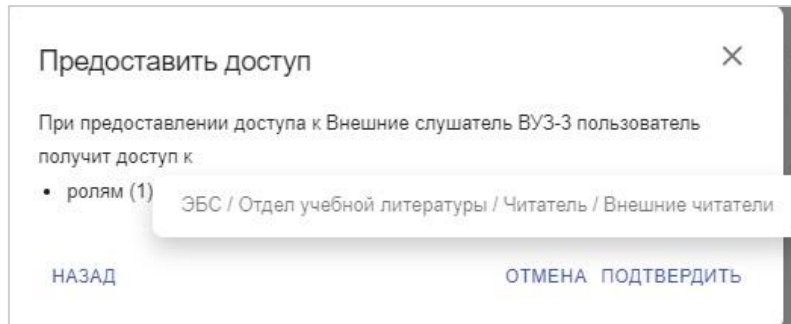 Предоставить доступ
При предоставлении доступа к Внешние слушатель ВУЗ-3 пользователь
получит доступ к
• ролям (1)
ЭБС / Отдел учебной литературы / Читатель / Внешние читатели
НАЗАД ОТМЕНА ПОДТВЕРДИТЬ